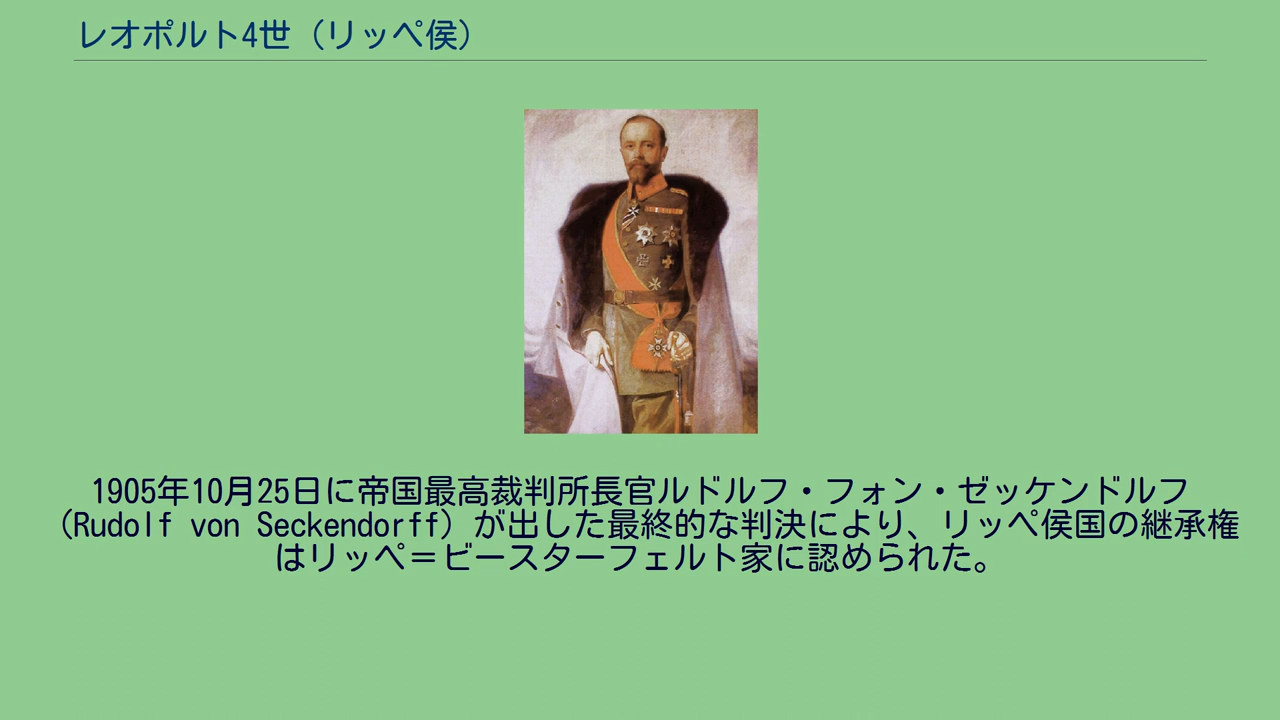 レオポルト4世（リッペ侯）
1905年10月25日に帝国最高裁判所長官ルドルフ・フォン・ゼッケンドルフ
（Rudolf von Seckendorff）が出した最終的な判決により、リッペ侯国の継承権
はリッペ＝ビースターフェルト家に認められた。